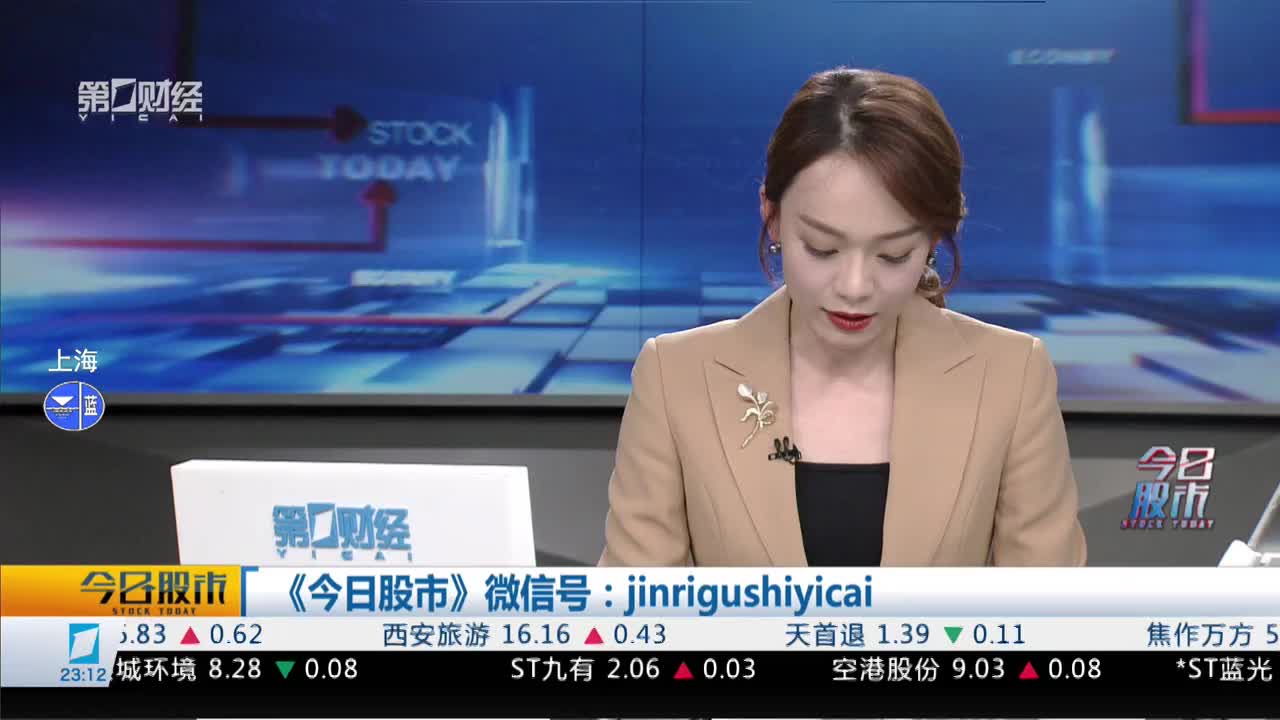 第一财经
YICAI
ECONMY
STOCK
TODAY
ECONMY
上海
蓝
今日
股市
STOCK TODAY
第一财经
YICAI
今日股市
STOCK TODAY
《今日股市》微信号：jinrigushiyicai
5.83 ▲ 0.62 西安旅游 16.16 ▲ 0.43 天首退 1.39 ▼ 0.11 焦作万方 5
23:12
城环境 8.28 ▼ 0.08 ST九有 2.06 ▲ 0.03 空港股份 9.03 ▲ 0.08 *ST蓝光